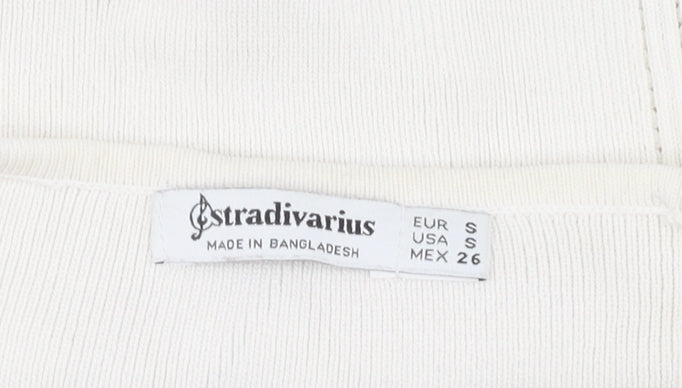 stradivarius
MADE IN BANGLADESH
EUR S
USA S
MEX 26